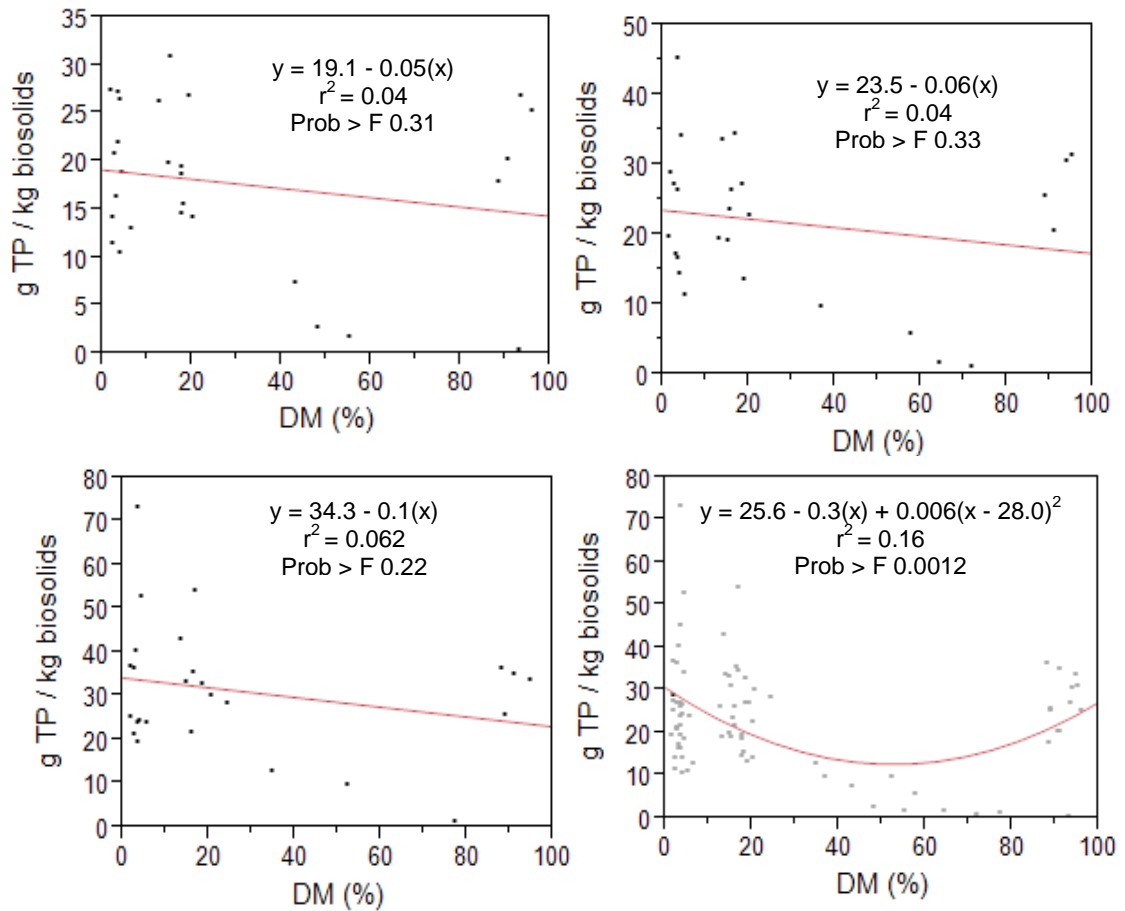 35
30
25
20
15
10
5
0
g TP / kg biosolids
y = 19.1 - 0.05(x)
r² = 0.04
Prob > F 0.31
0 20 40 60 80 100
DM (%)
50
40
30
20
10
0
g TP / kg biosolids
y = 23.5 - 0.06(x)
r² = 0.04
Prob > F 0.33
0 20 40 60 80 100
DM (%)
80
70
60
50
40
30
20
10
0
g TP / kg biosolids
y = 34.3 - 0.1(x)
r² = 0.062
Prob > F 0.22
0 20 40 60 80 100
DM (%)
80
70
60
50
40
30
20
10
0
g TP / kg biosolids
y = 25.6 - 0.3(x) + 0.006(x - 28.0)²
r² = 0.16
Prob > F 0.0012
0 20 40 60 80 100
DM (%)